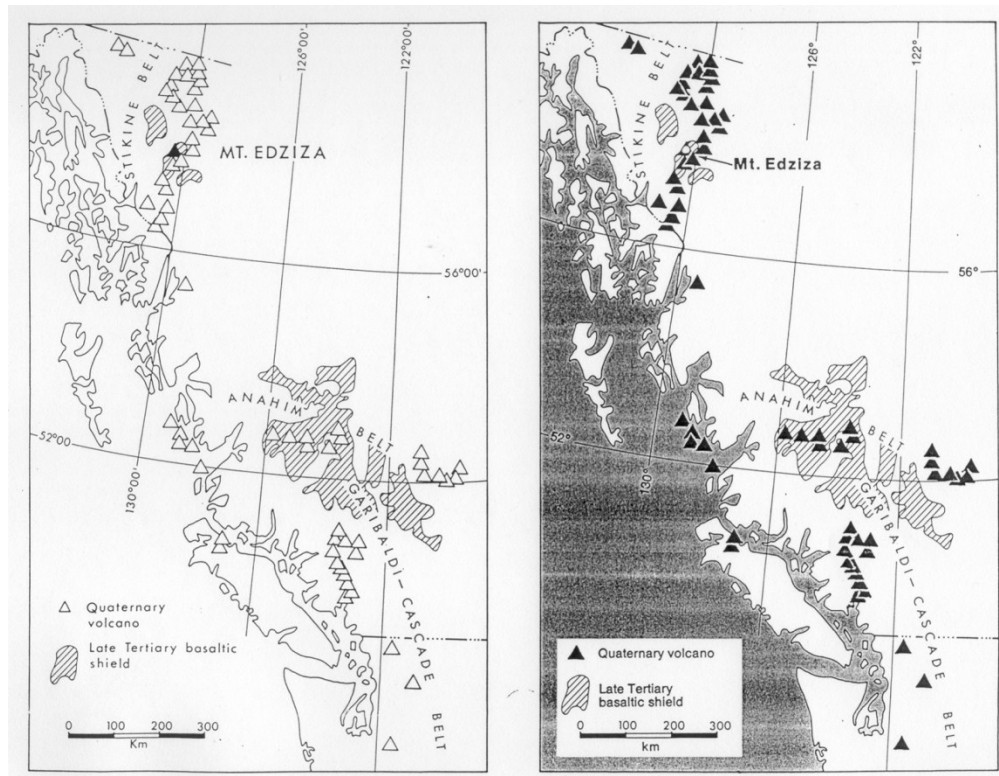 126°00'
122°00'
STIKINE BELT
MT. EDZIZA
56°00'
ANAHIM BELT
52°00
130°00'
GARIBALDI-CASCADE BELT
Quaternary
volcano
Late Tertiary basaltic
shield
0 100 200 300
Km
126°
122°
STIKINE BELT
Mt. Edziza
56°
ANAHIM BELT
52°
130°
GARIBALDI-CASCADE BELT
Quaternary volcano
Late Tertiary
basaltic shield
0 100 200 300
km